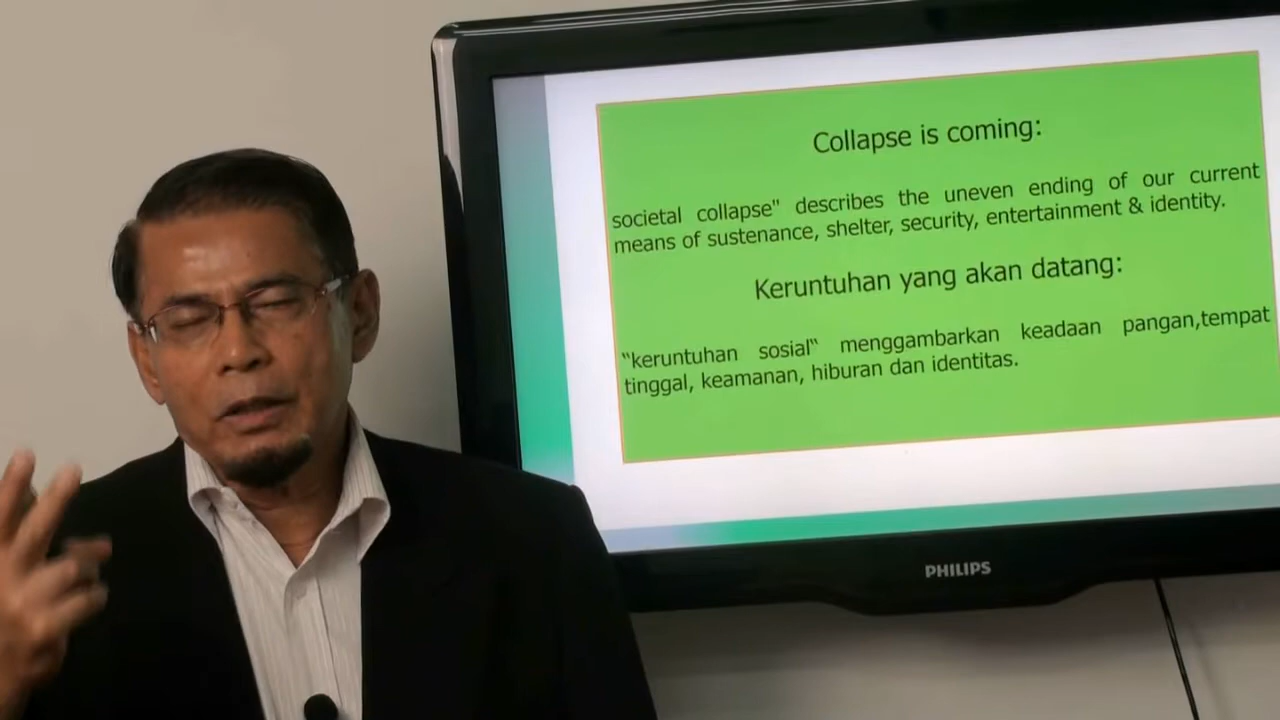 Collapse is coming:
societal collapse" describes the uneven ending of our current
means of sustenance, shelter, security, entertainment & identity.
Keruntuhan yang akan datang:
“keruntuhan sosial“ menggambarkan keadaan pangan,tempat
tinggal, keamanan, hiburan dan identitas.
PHILIPS